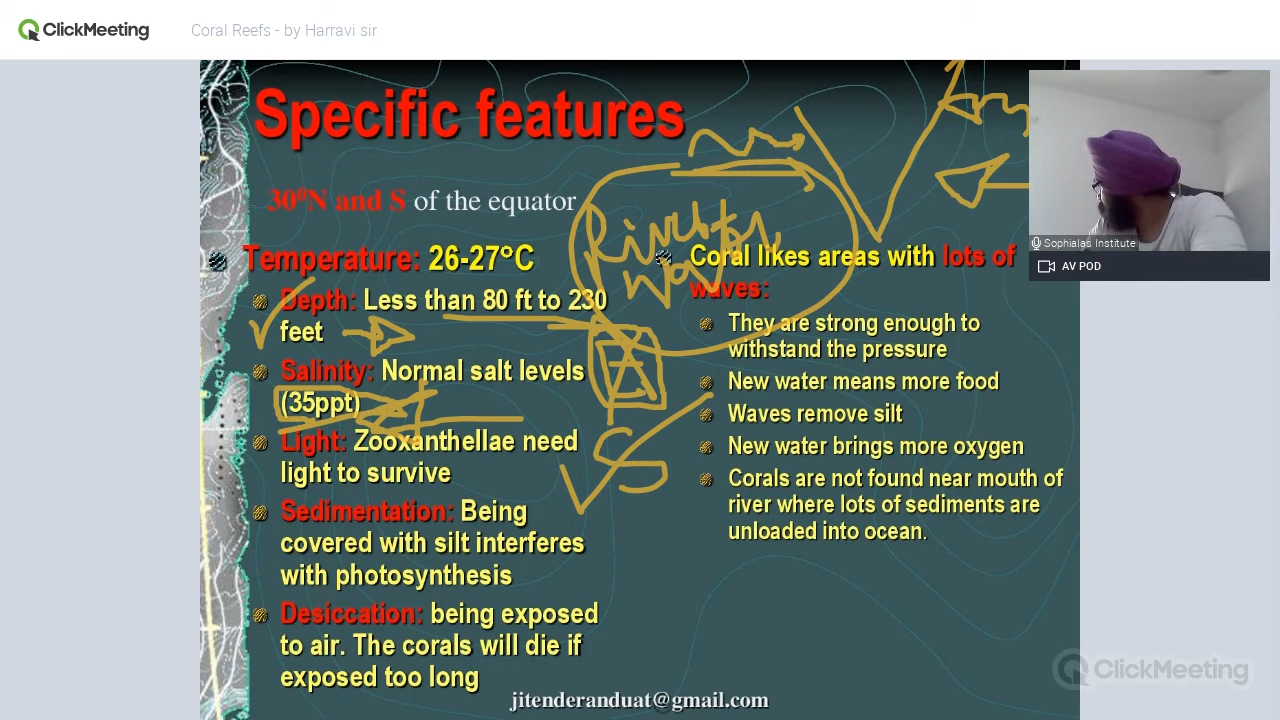 ClickMeeting
Coral Reefs - by Harravi sir
Specific features
30⁰N and S of the equator
Temperature: 26-27°C
Depth: Less than 80 ft to 230
feet
Salinity: Normal salt levels
(35ppt)
Light: Zooxanthellae need
light to survive
Sedimentation: Being
covered with silt interferes
with photosynthesis
Desiccation: being exposed
to air. The corals will die if
exposed too long
River
Coral likes areas with lots of
waves:
They are strong enough to
withstand the pressure
New water means more food
Waves remove silt
New water brings more oxygen
Corals are not found near mouth of
river where lots of sediments are
unloaded into ocean.
jitenderanduat@gmail.com
Sophialas Institute
AV POD
ClickMeeting